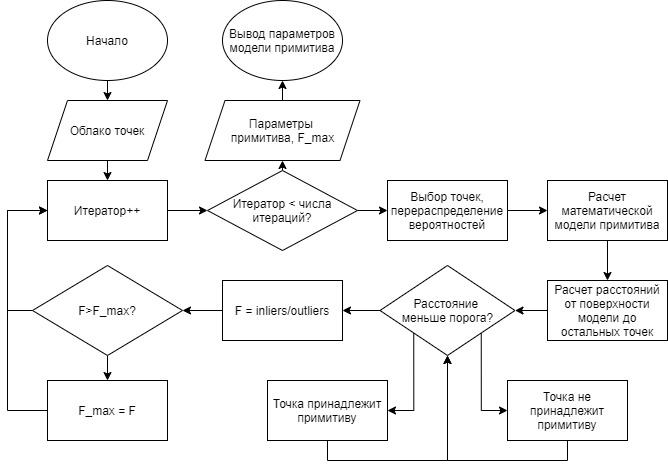 Начало
Вывод параметров
модели примитива
Облако точек
Параметры
примитива, F_max
Итератор++
Итератор < числа
итераций?
Выбор точек,
перераспределение
вероятностей
Расчет
математической
модели примитива
F>F_max?
F = inliers/outliers
Расстояние
меньше порога?
Расчет расстояний
от поверхности
модели до
остальных точек
F_max = F
Точка принадлежит
примитиву
Точка не
принадлежит
примитиву